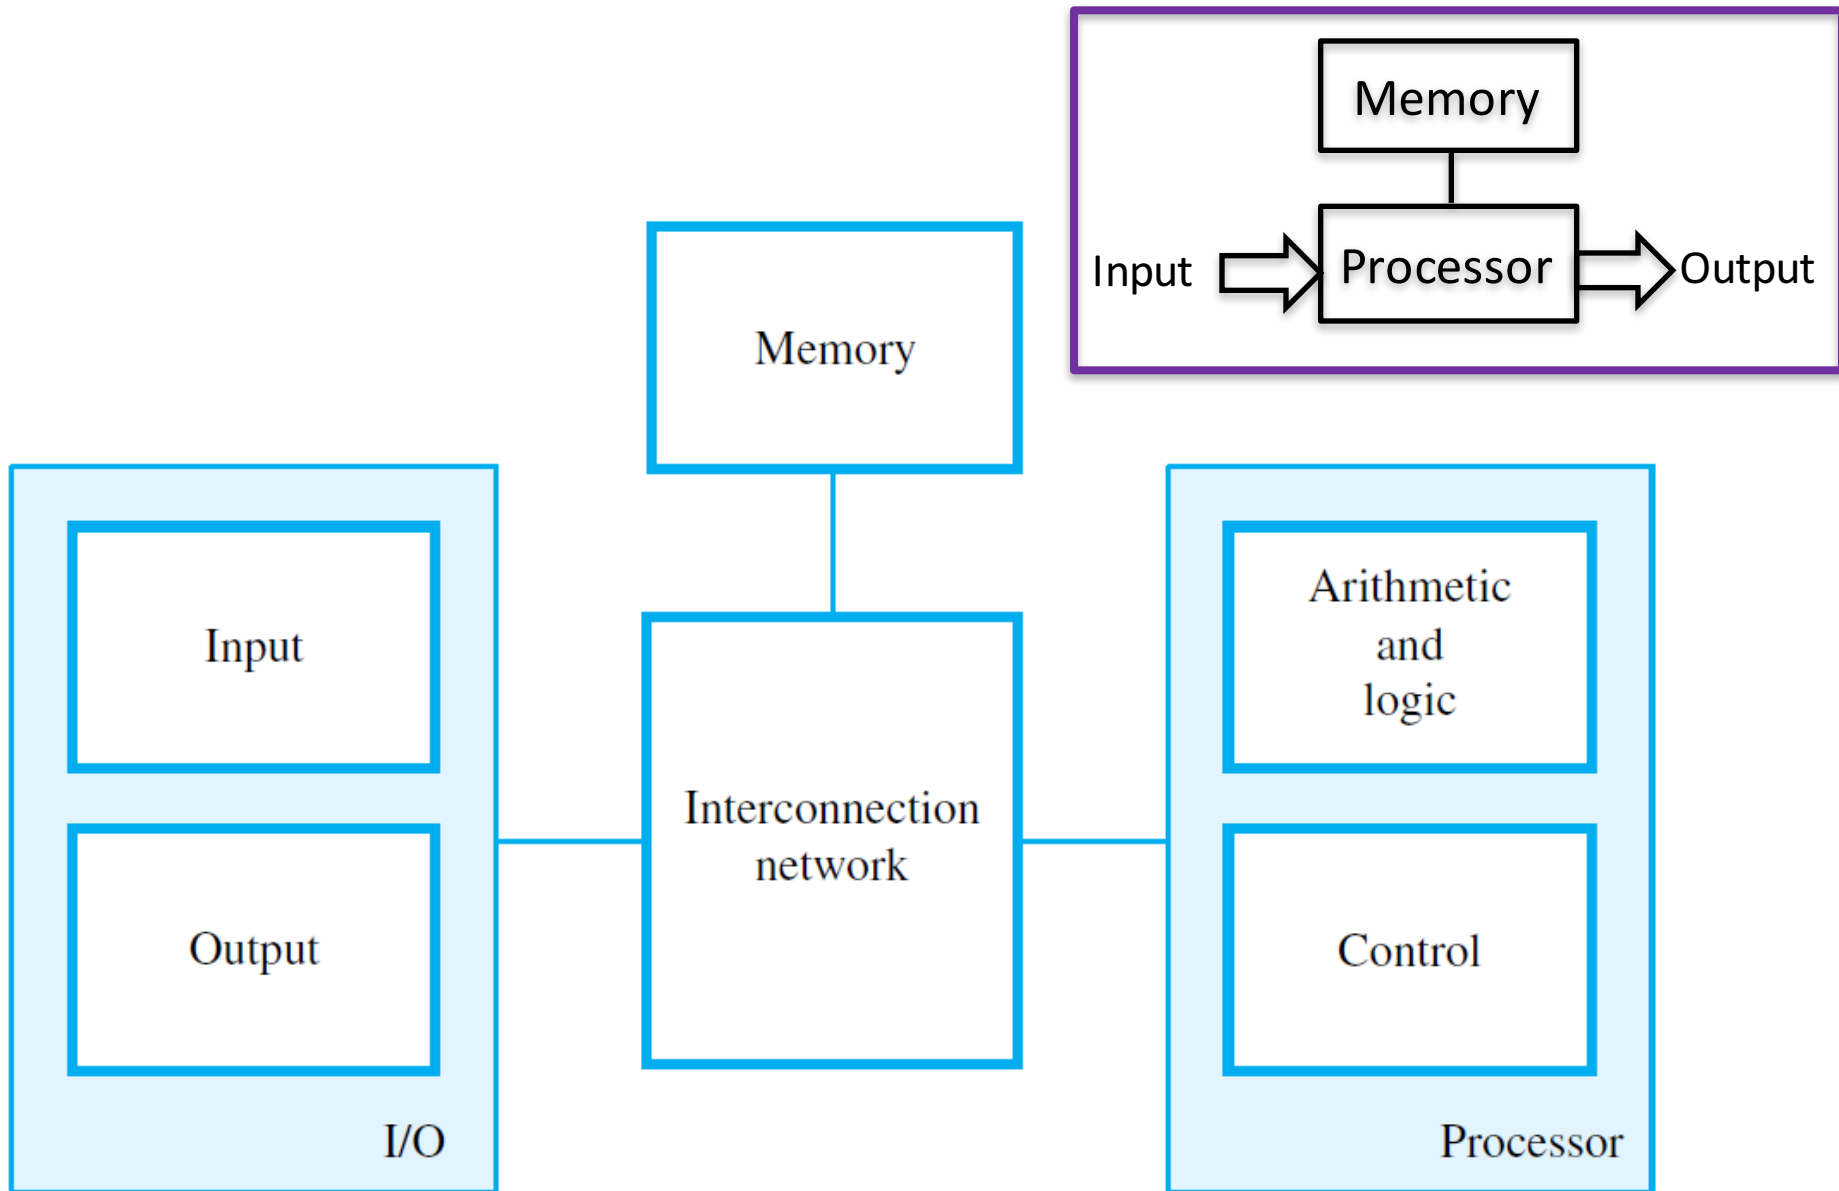 Memory
Input
Processor
Output
Memory
Input
Output
I/O
Interconnection
network
Arithmetic
and
logic
Control
Processor